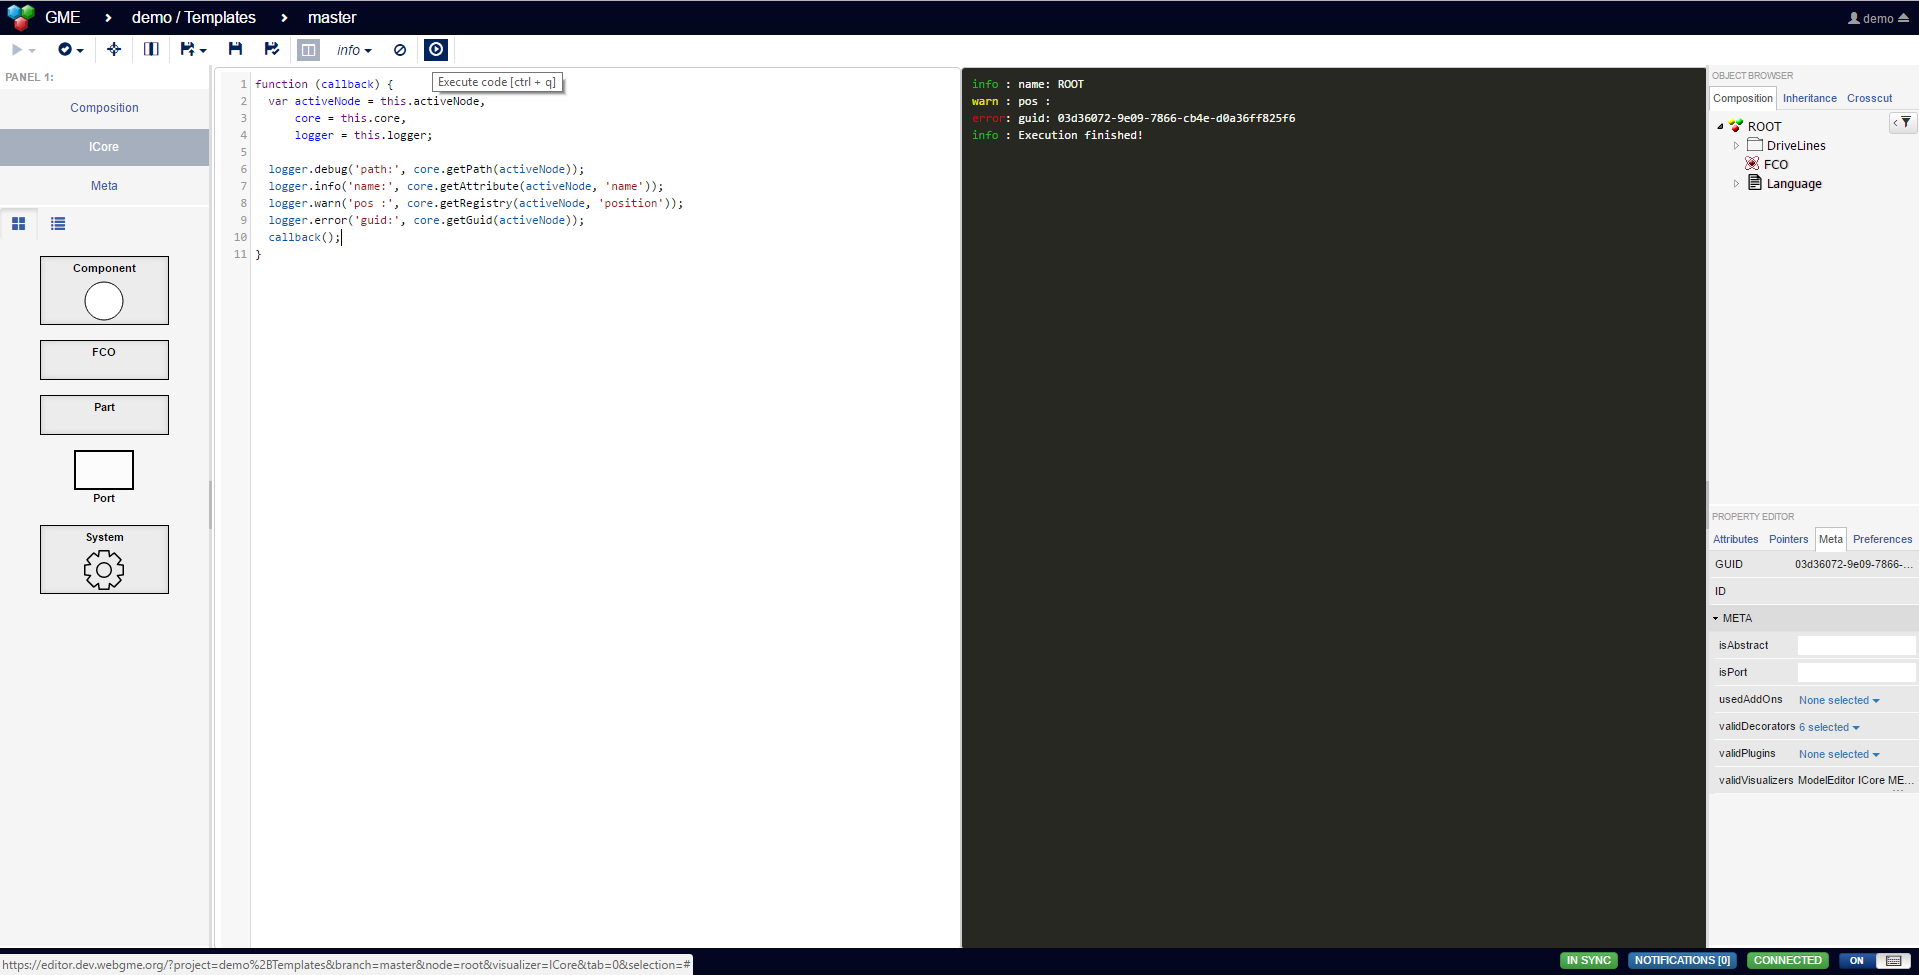 GME demo / Templates master demo
info
PANEL 1:
Composition
ICore
Meta
Component
FCO
Part
Port
System
Execute code [ctrl + q]
1 function (callback) {
2 var activeNode = this.activeNode,
3 core = this.core,
4 logger = this.logger;
5
6 logger.debug('path:', core.getPath(activeNode));
7 logger.info('name:', core.getAttribute(activeNode, 'name'));
8 logger.warn('pos :', core.getRegistry(activeNode, 'position'));
9 logger.error('guid:', core.getGuid(activeNode));
10 callback();
11 }
info : name: ROOT
warn : pos :
error: guid: 03d36072-9e09-7866-cb4e-d0a36ff825f6
info : Execution finished!
OBJECT BROWSER
Composition Inheritance Crosscut
ROOT
DriveLines
FCO
Language
PROPERTY EDITOR
Attributes Pointers Meta Preferences
GUID 03d36072-9e09-7866-...
ID
META
isAbstract
isPort
usedAddOns None selected
validDecorators 6 selected
validPlugins None selected
validVisualizers ModelEditor ICore ME...
https://editor.dev.webgme.org/?project=demo%2BTemplates&branch=master&node=root&visualizer=ICore&tab=0&selection=#
IN SYNC NOTIFICATIONS [0] CONNECTED ON